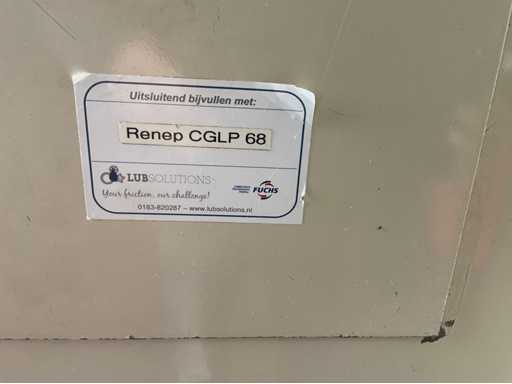 Uitsluitend bijvullen met:
Renep CGLP 68
LUBSOLUTIONS
Your friction, our challenge!
FUCHS
0183-820287 – www.lubsolutions.nl